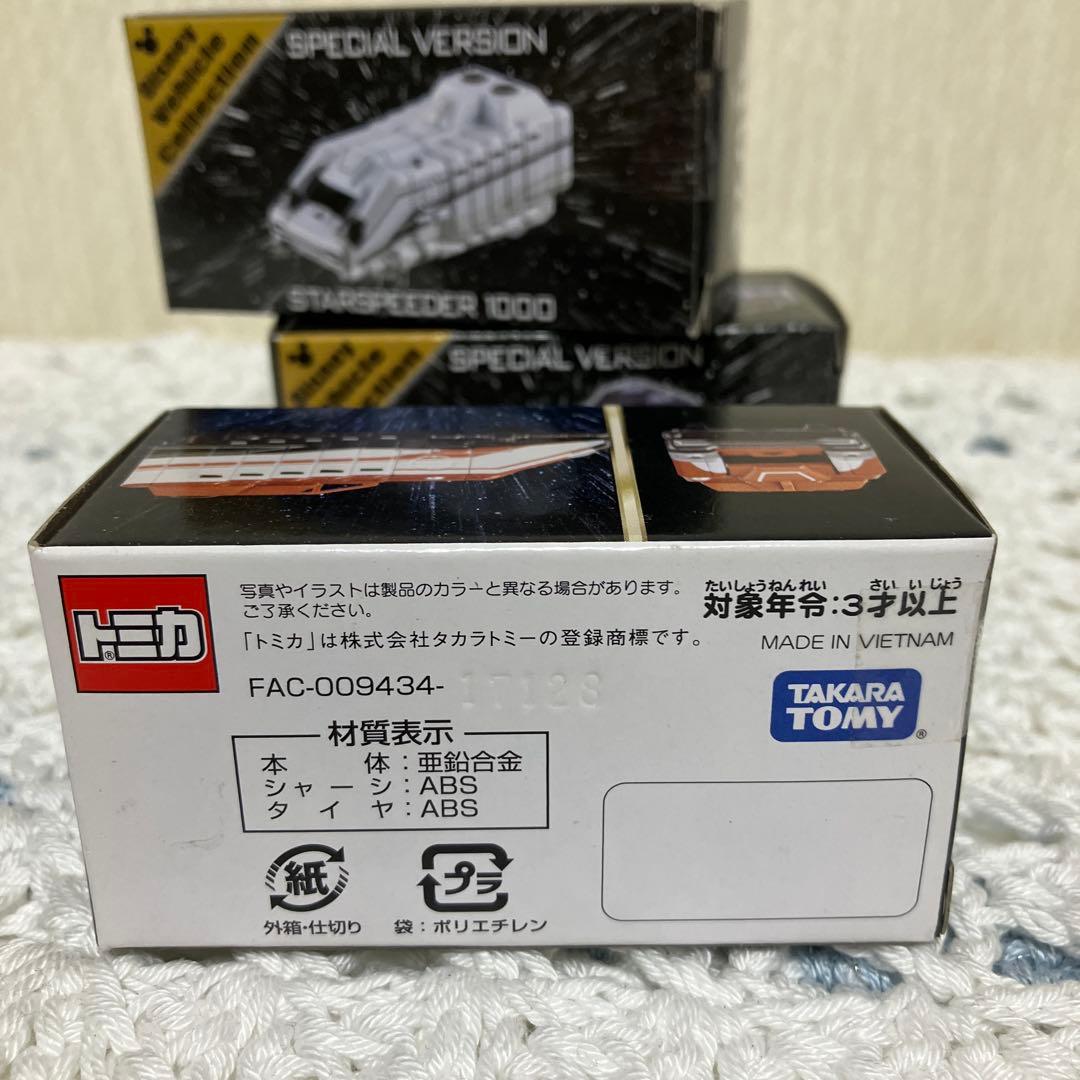 Disney
Vehicle
Collection
SPECIAL VERSION
STARSPEEDER 1000
Disney
Vehicle
Collection
SPECIAL VERSION
トミカ®
写真やイラストは製品のカラーと異なる場合があります。
ご了承ください。
「トミカ」は株式会社タカラトミーの登録商標です。
たいしょうねんれい さいいじょう
対象年令:3才以上
MADE IN VIETNAM
FAC-009434-17128
TAKARA
TOMY®
材質表示
本体:亜鉛合金
シャーシ:ABS
タイヤ:ABS
紙
外箱・仕切り
プラ
袋:ポリエチレン